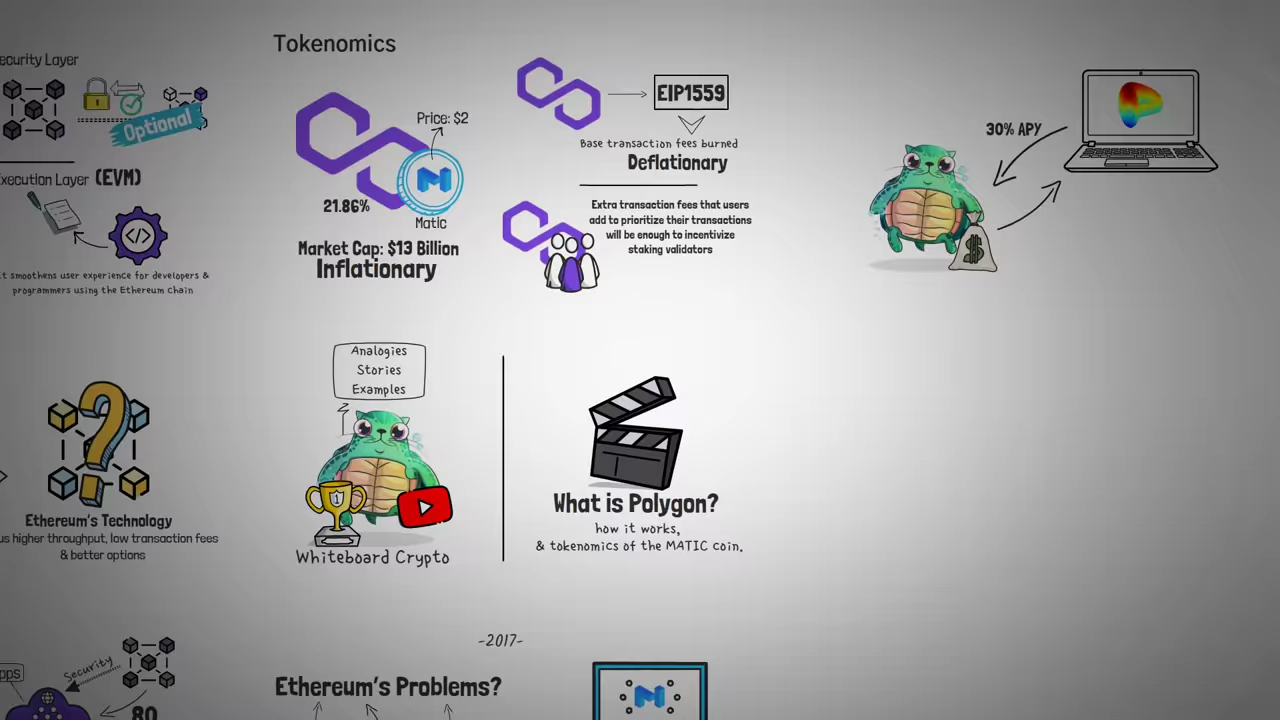 Tokenomics
ecurity Layer
Optional
xecution Layer (EVM)
t smoothens user experience for developers &
programmers using the Ethereum chain
Price: $2
21.86%
Matic
Market Cap: $13 Billion
Inflationary
EIP1559
Base transaction fees burned
Deflationary
Extra transaction fees that users
add to prioritize their transactions
will be enough to incentivize
staking validators
30% APY
$
Ethereum's Technology
us higher throughput, low transaction fees
& better options
Analogies
Stories
Examples
Whiteboard Crypto
What is Polygon?
how it works,
& tokenomics of the MATIC coin.
-2017-
Ethereum's Problems?
pps
Security
80